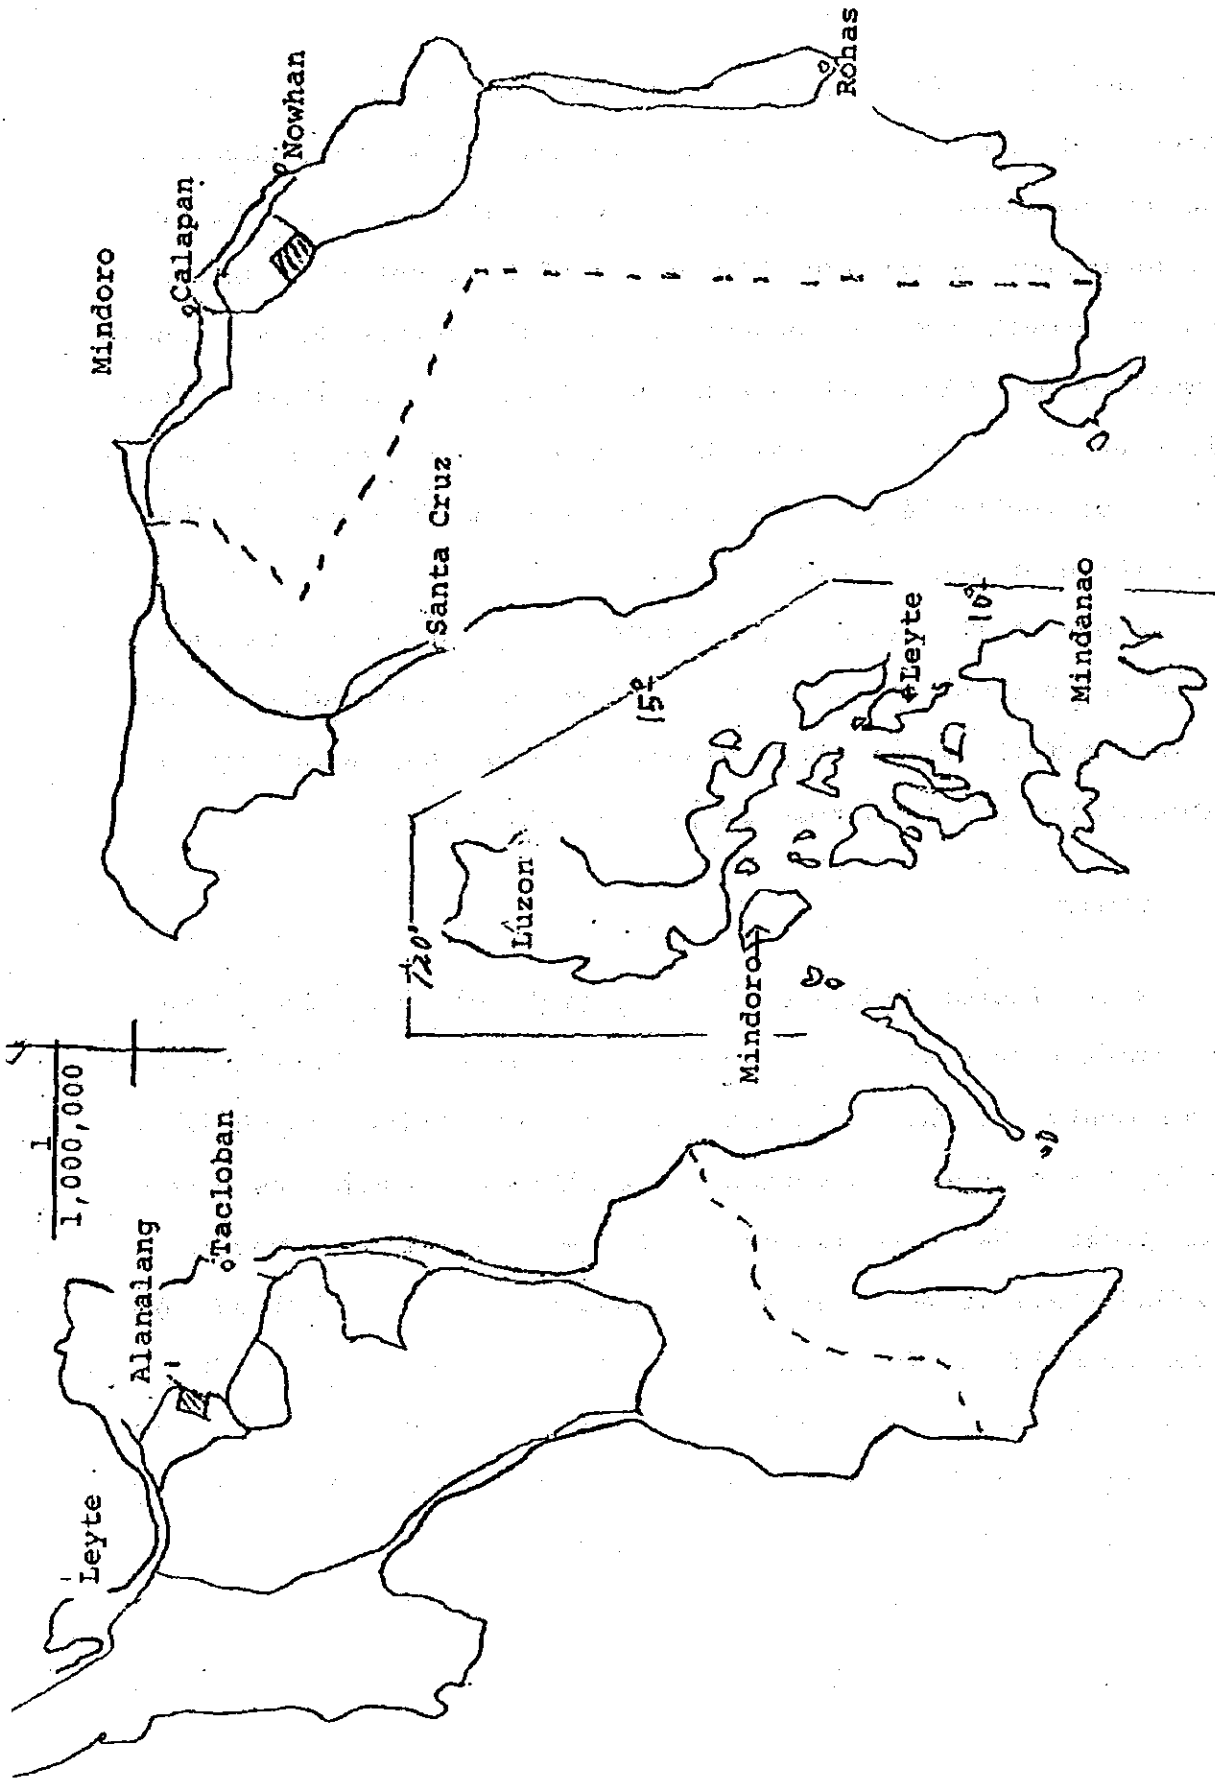 Leyte
Alanalang
Tacloban
1
1,000,000
Mindoro
Calapan
Nowhan
Rohas
Santa Cruz
120°
15°
10°
Luzon
Mindoro
Leyte
Mindanao